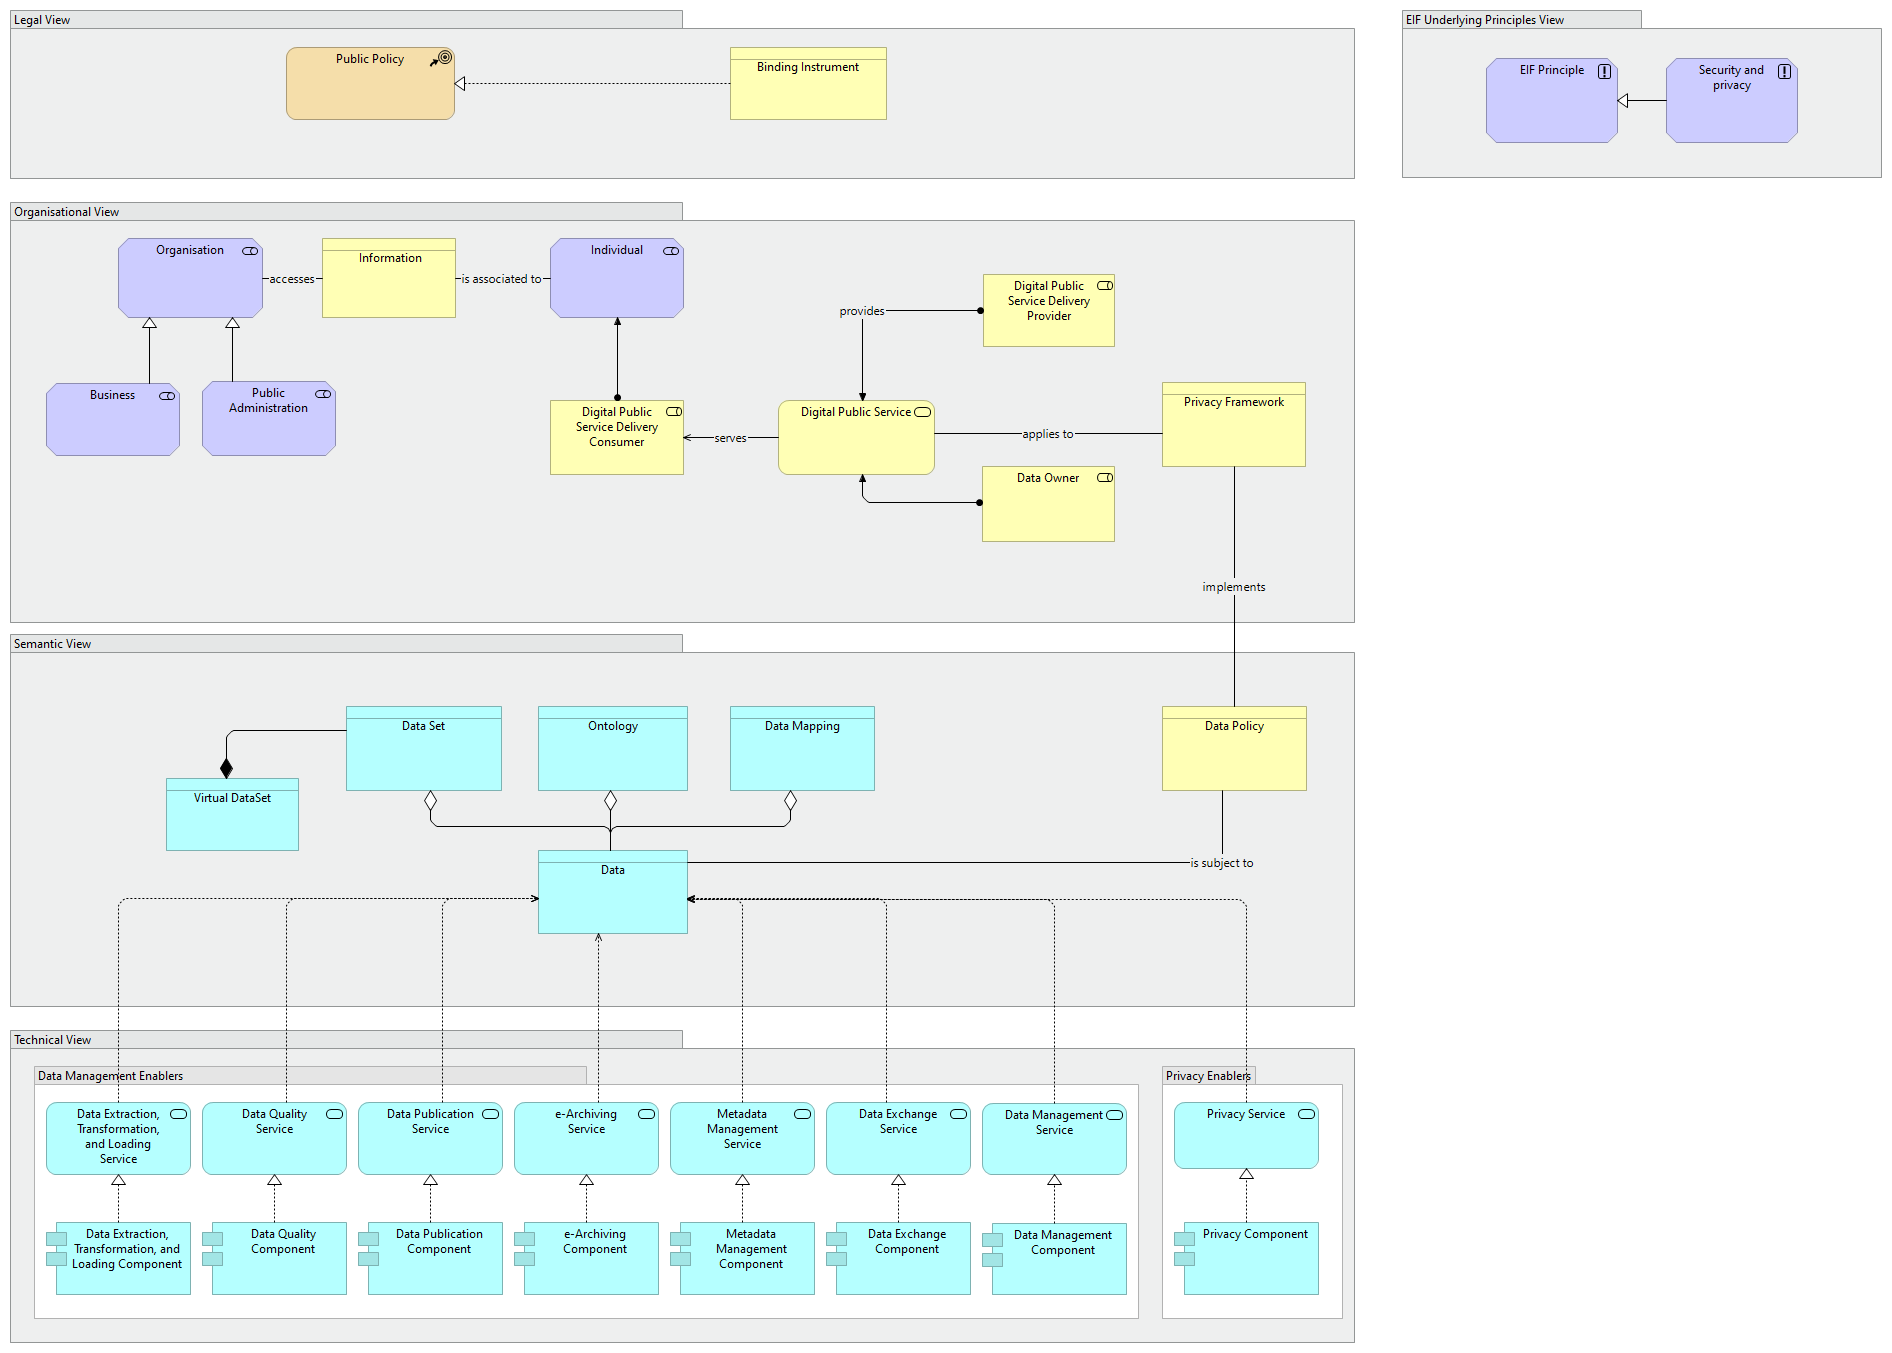 Legal View
Public Policy
Binding Instrument
EIF Underlying Principles View
EIF Principle
Security and
privacy
Organisational View
Organisation
accesses
Information
is associated to
Individual
Business
Public
Administration
Digital Public
Service Delivery
Consumer
serves
provides
Digital Public
Service Delivery
Provider
Digital Public Service
applies to
Privacy Framework
Data Owner
implements
Semantic View
Data Set
Ontology
Data Mapping
Data Policy
Virtual DataSet
Data
is subject to
Technical View
Data Management Enablers
Privacy Enablers
Data Extraction,
Transformation,
and Loading
Service
Data Quality
Service
Data Publication
Service
e-Archiving
Service
Metadata
Management
Service
Data Exchange
Service
Data Management
Service
Privacy Service
Data Extraction,
Transformation, and
Loading Component
Data Quality
Component
Data Publication
Component
e-Archiving
Component
Metadata
Management
Component
Data Exchange
Component
Data Management
Component
Privacy Component